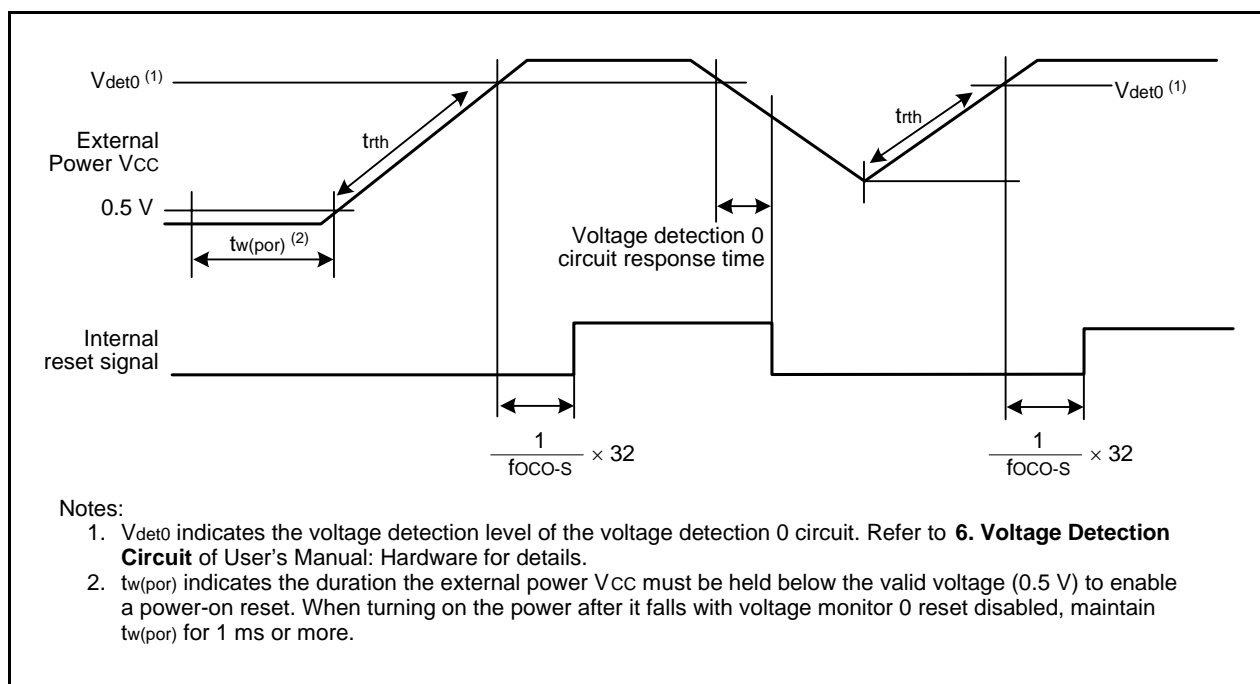 Vdet0 (1)
trth
External
Power VCC
0.5 V
tw(por) (2)
Voltage detection 0
circuit response time
trth
Vdet0 (1)
Internal
reset signal
1
fOCO-S
× 32
1
fOCO-S
× 32
Notes:
1. Vdet0 indicates the voltage detection level of the voltage detection 0 circuit. Refer to 6. Voltage Detection
Circuit of User's Manual: Hardware for details.
2. tw(por) indicates the duration the external power VCC must be held below the valid voltage (0.5 V) to enable
a power-on reset. When turning on the power after it falls with voltage monitor 0 reset disabled, maintain
tw(por) for 1 ms or more.